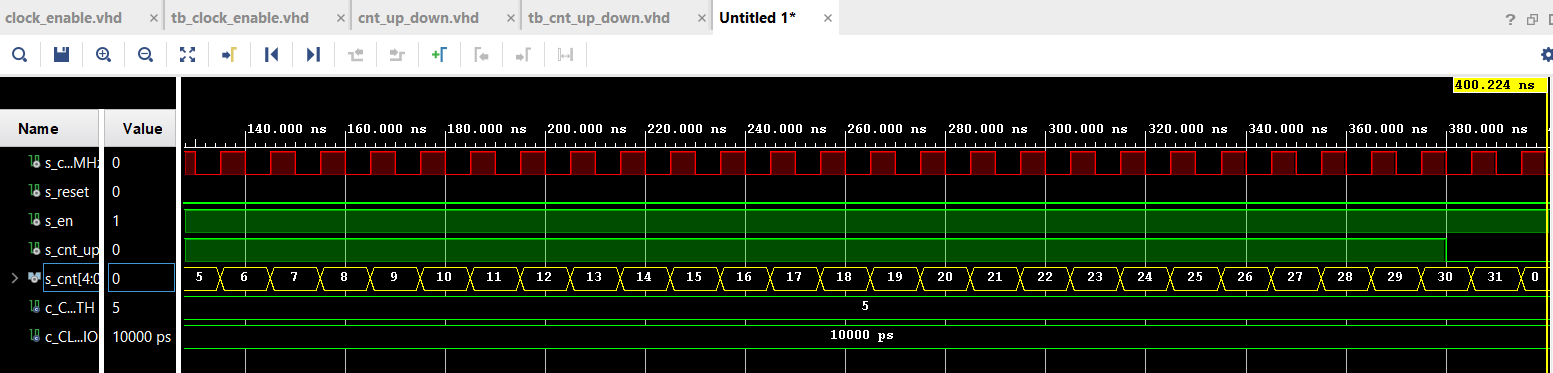 clock_enable.vhd × tb_clock_enable.vhd × cnt_up_down.vhd × tb_cnt_up_down.vhd × Untitled 1* ×
400.224 ns
Name Value 140.000 ns 160.000 ns 180.000 ns 200.000 ns 220.000 ns 240.000 ns 260.000 ns 280.000 ns 300.000 ns 320.000 ns 340.000 ns 360.000 ns 380.000 ns
s_c...MHz 0
s_reset 0
s_en 1
s_cnt_up 0
s_cnt[4:0 0 5 6 7 8 9 10 11 12 13 14 15 16 17 18 19 20 21 22 23 24 25 26 27 28 29 30 31 0
c_C...TH 5 5
c_CL...IO 10000 ps 10000 ps